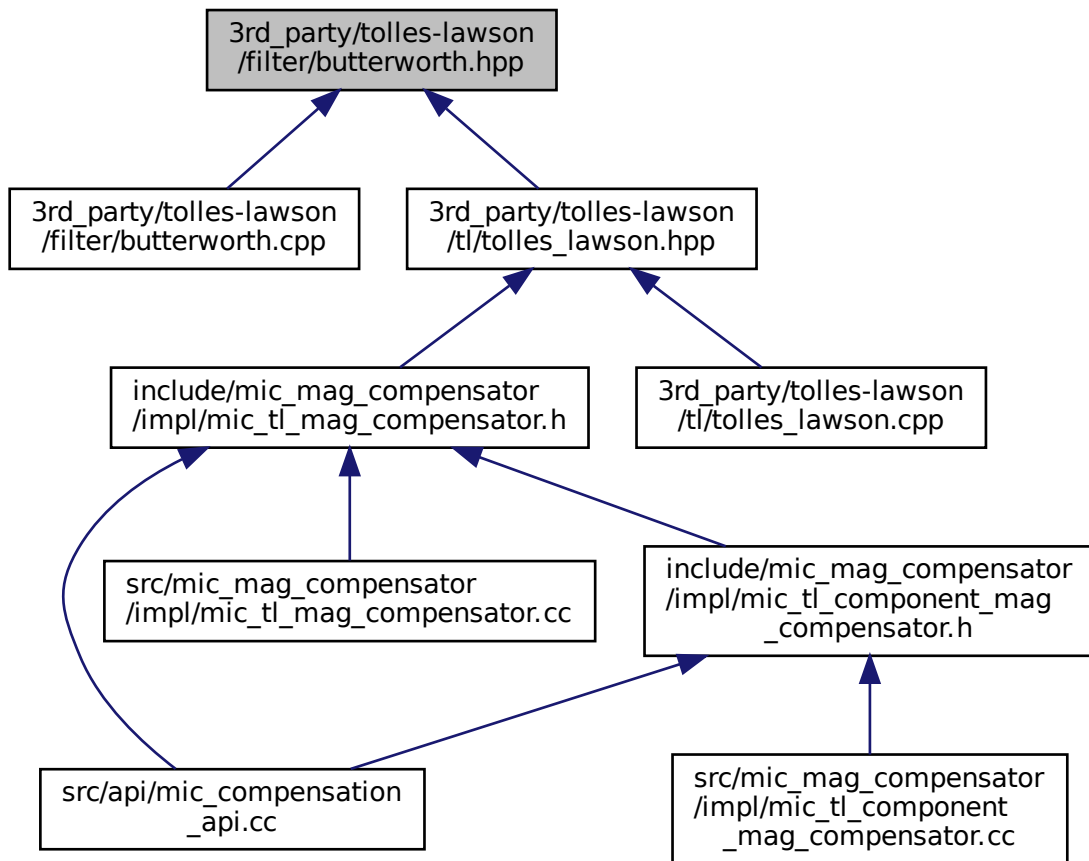 3rd_party/tolles-lawson
/filter/butterworth.hpp
3rd_party/tolles-lawson
/filter/butterworth.cpp
3rd_party/tolles-lawson
/tl/tolles_lawson.hpp
include/mic_mag_compensator
/impl/mic_tl_mag_compensator.h
3rd_party/tolles-lawson
/tl/tolles_lawson.cpp
src/mic_mag_compensator
/impl/mic_tl_mag_compensator.cc
include/mic_mag_compensator
/impl/mic_tl_component_mag
_compensator.h
src/api/mic_compensation
_api.cc
src/mic_mag_compensator
/impl/mic_tl_component
_mag_compensator.cc